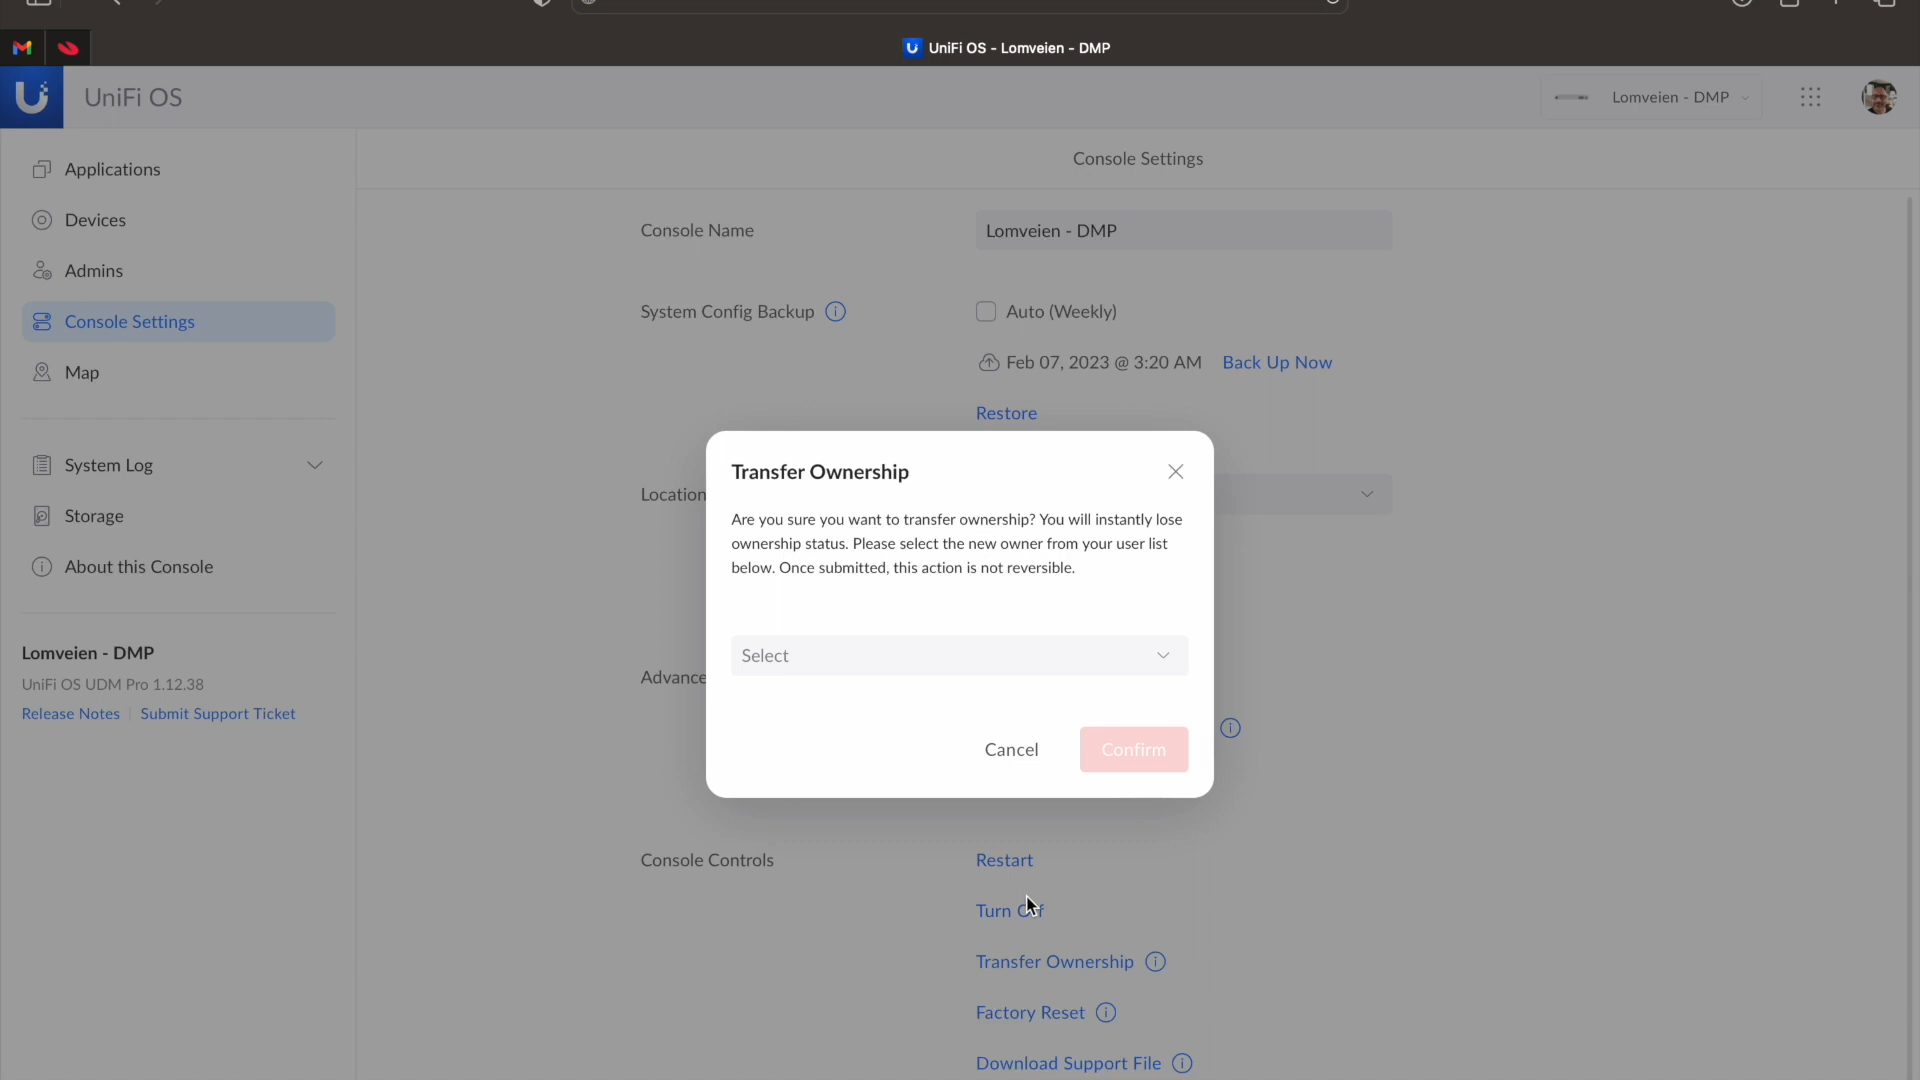 UniFi OS - Lomveien - DMP
UniFi OS
Lomveien - DMP
Applications
Devices
Admins
Console Settings
Map
System Log
Storage
About this Console
Lomveien - DMP
UniFi OS UDM Pro 1.12.38
Release Notes
Submit Support Ticket
Console Settings
Console Name
Lomveien - DMP
System Config Backup
Auto (Weekly)
Feb 07, 2023 @ 3:20 AM Back Up Now
Restore
Location
Advance
Transfer Ownership
Are you sure you want to transfer ownership? You will instantly lose
ownership status. Please select the new owner from your user list
below. Once submitted, this action is not reversible.
Select
Cancel
Confirm
Console Controls
Restart
Turn Off
Transfer Ownership
Factory Reset
Download Support File